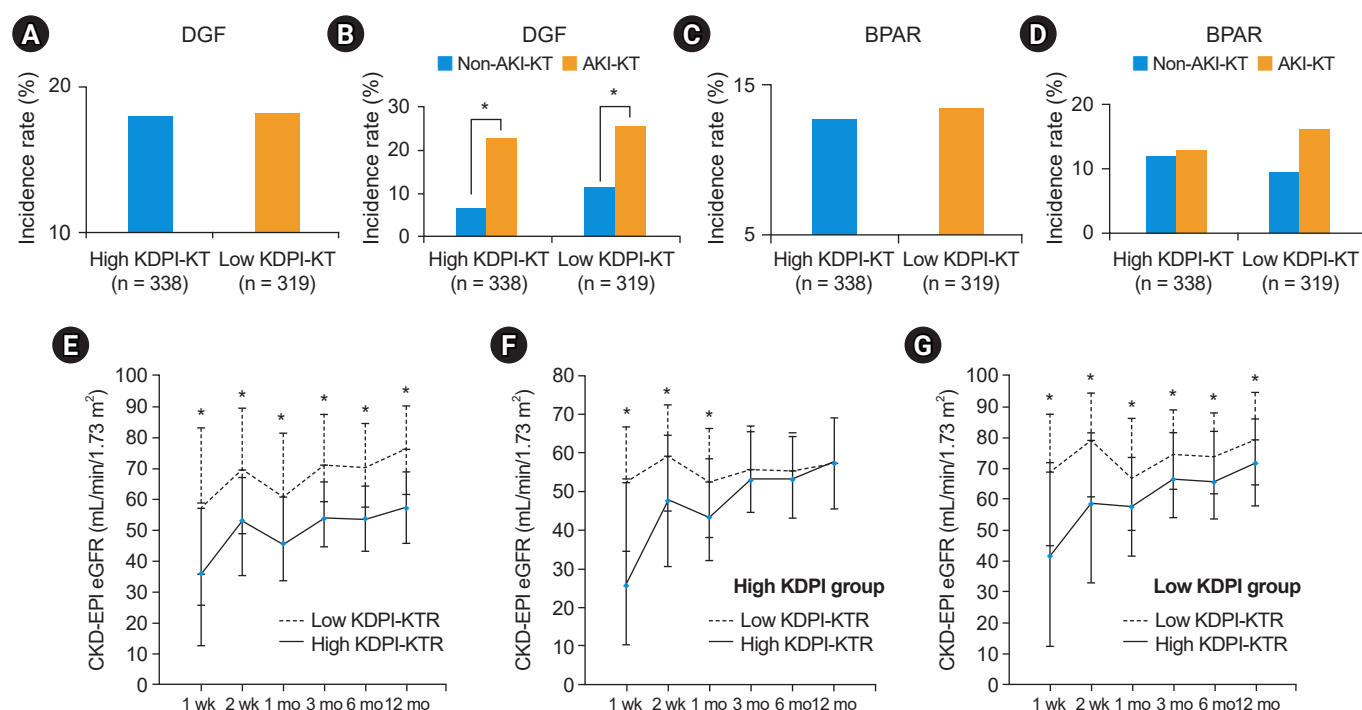 A
DGF
Incidence rate (%)
20
10
High KDPI-KT
(n = 338)
Low KDPI-KT
(n = 319)
B
DGF
Non-AKI-KT
AKI-KT
Incidence rate (%)
30
20
10
0
*
*
High KDPI-KT
(n = 338)
Low KDPI-KT
(n = 319)
C
BPAR
Incidence rate (%)
15
5
High KDPI-KT
(n = 338)
Low KDPI-KT
(n = 319)
D
BPAR
Non-AKI-KT
AKI-KT
Incidence rate (%)
20
10
0
High KDPI-KT
(n = 338)
Low KDPI-KT
(n = 319)
E
CKD-EPI eGFR (mL/min/1.73 m²)
100
90
80
70
60
50
40
30
20
10
0
* * * * * *
Low KDPI-KTR
High KDPI-KTR
1 wk 2 wk 1 mo 3 mo 6 mo 12 mo
F
CKD-EPI eGFR (mL/min/1.73 m²)
80
70
60
50
40
30
20
10
0
* * *
High KDPI group
Low KDPI-KTR
High KDPI-KTR
1 wk 2 wk 1 mo 3 mo 6 mo 12 mo
G
CKD-EPI eGFR (mL/min/1.73 m²)
100
90
80
70
60
50
40
30
20
10
0
* * * * * *
Low KDPI group
Low KDPI-KTR
High KDPI-KTR
1 wk 2 wk 1 mo 3 mo 6 mo 12 mo